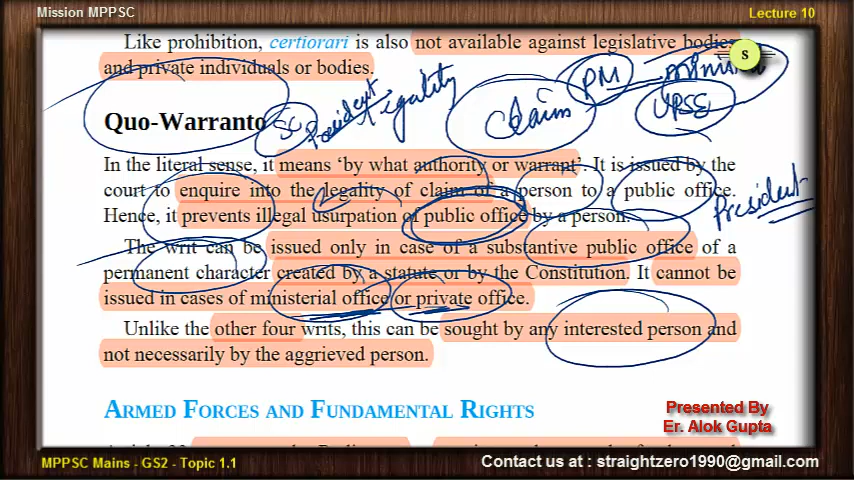 Mission MPPSC
Lecture 10
Like prohibition, certiorari is also not available against legislative bodies
and private individuals or bodies.
S
PM
UPSC
SC
President
legality
Claim
Quo-Warranto
In the literal sense, it means ‘by what authority or warrant’. It is issued by the
court to enquire into the legality of claim of a person to a public office.
Hence, it prevents illegal usurpation of public office by a person.
President
The writ can be issued only in case of a substantive public office of a
permanent character created by a statute or by the Constitution. It cannot be
issued in cases of ministerial office or private office.
Unlike the other four writs, this can be sought by any interested person and
not necessarily by the aggrieved person.
ARMED FORCES AND FUNDAMENTAL RIGHTS
Presented By
Er. Alok Gupta
MPPSC Mains - GS2 - Topic 1.1
Contact us at : straightzero1990@gmail.com